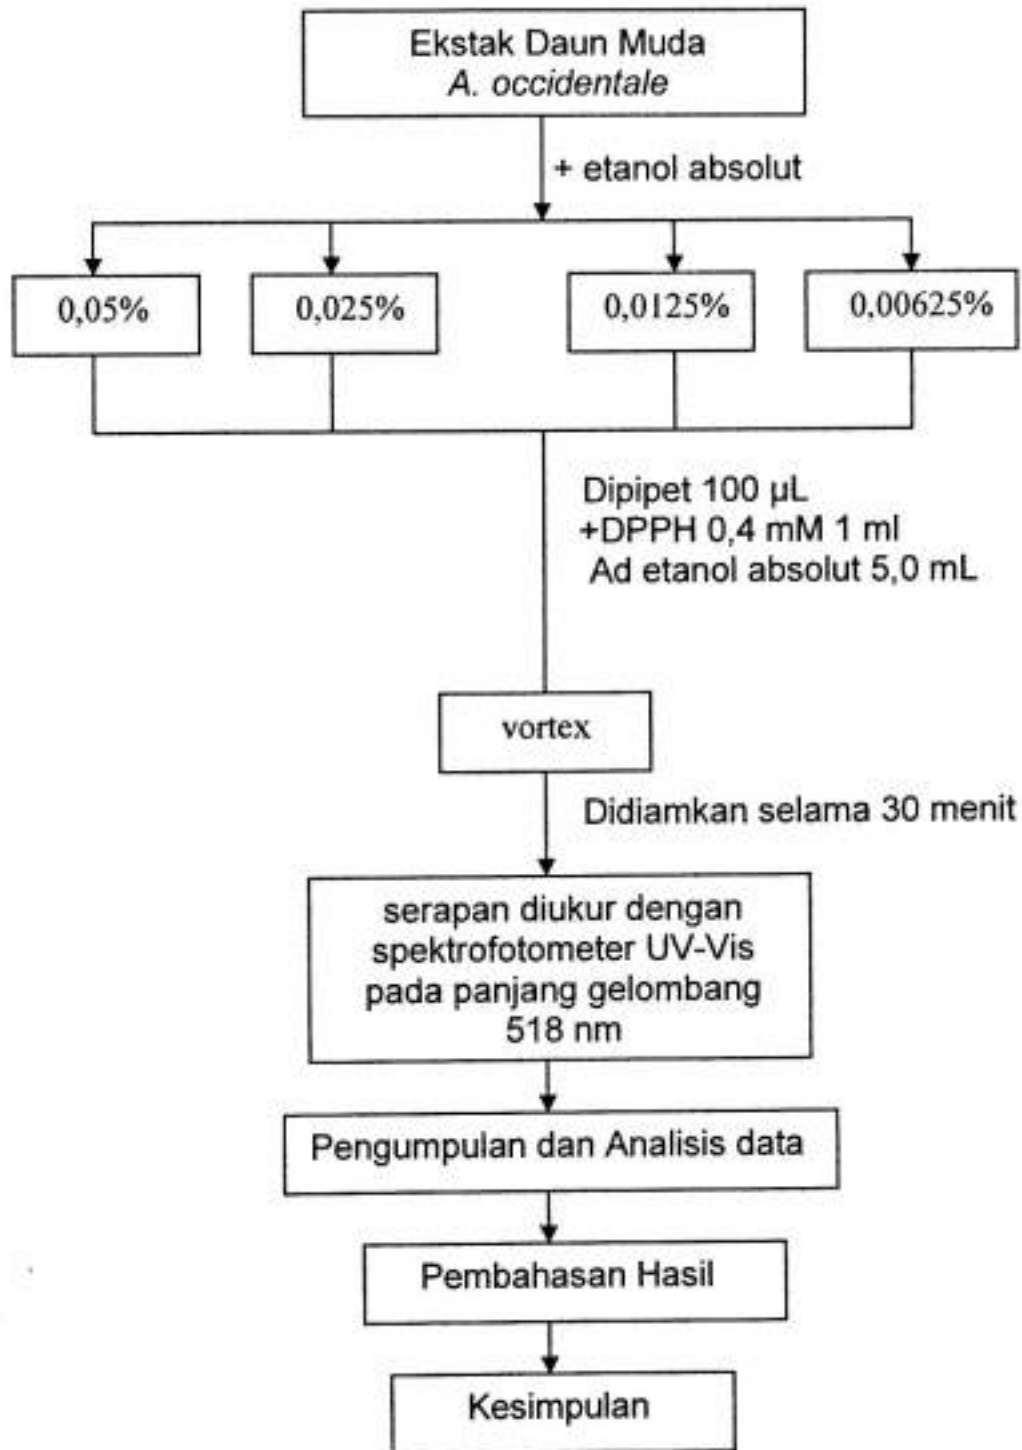 Ekstak Daun Muda
A. occidentale
+ etanol absolut
0,05%
0,025%
0,0125%
0,00625%
Dipipet 100 µL
+DPPH 0,4 mM 1 ml
Ad etanol absolut 5,0 mL
vortex
Didiamkan selama 30 menit
serapan diukur dengan
spektrofotometer UV-Vis
pada panjang gelombang
518 nm
Pengumpulan dan Analisis data
Pembahasan Hasil
Kesimpulan